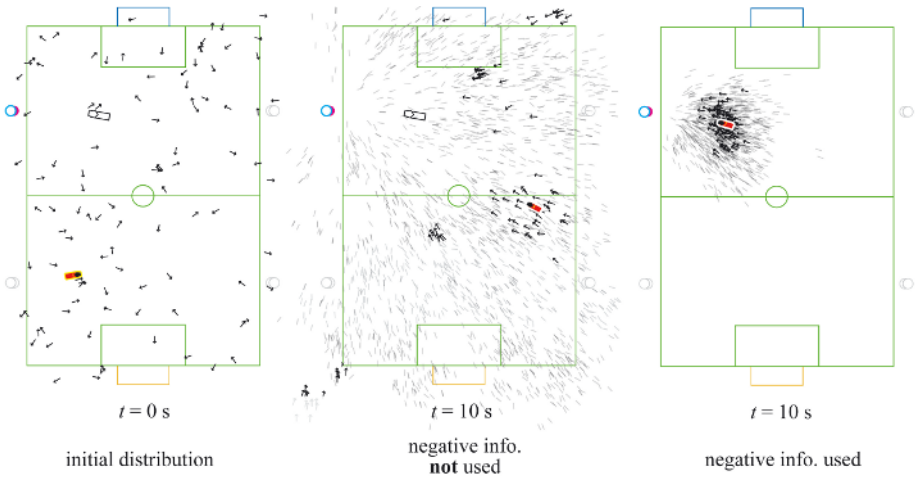 t = 0 s
t = 10 s
t = 10 s
initial distribution
negative info.
not used
negative info. used